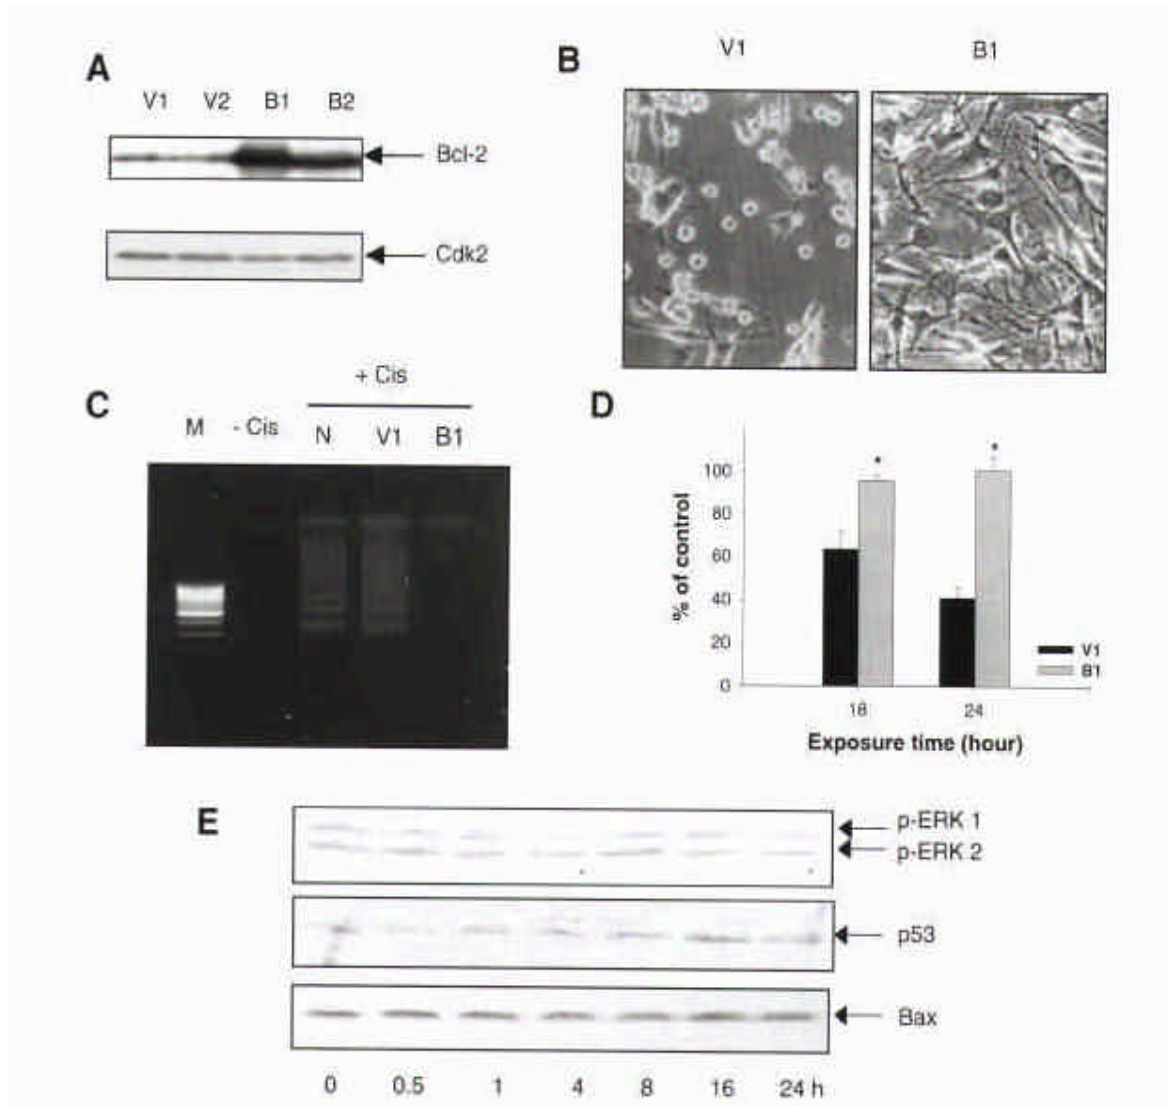 A
V1 V2 B1 B2
Bcl-2
Cdk2
B
V1 B1
C
+ Cis
M - Cis N V1 B1
D
100
80
60
40
20
0
% of control
*
*
V1
B1
18 24
Exposure time (hour)
E
p-ERK 1
p-ERK 2
p53
Bax
0 0.5 1 4 8 16 24 h